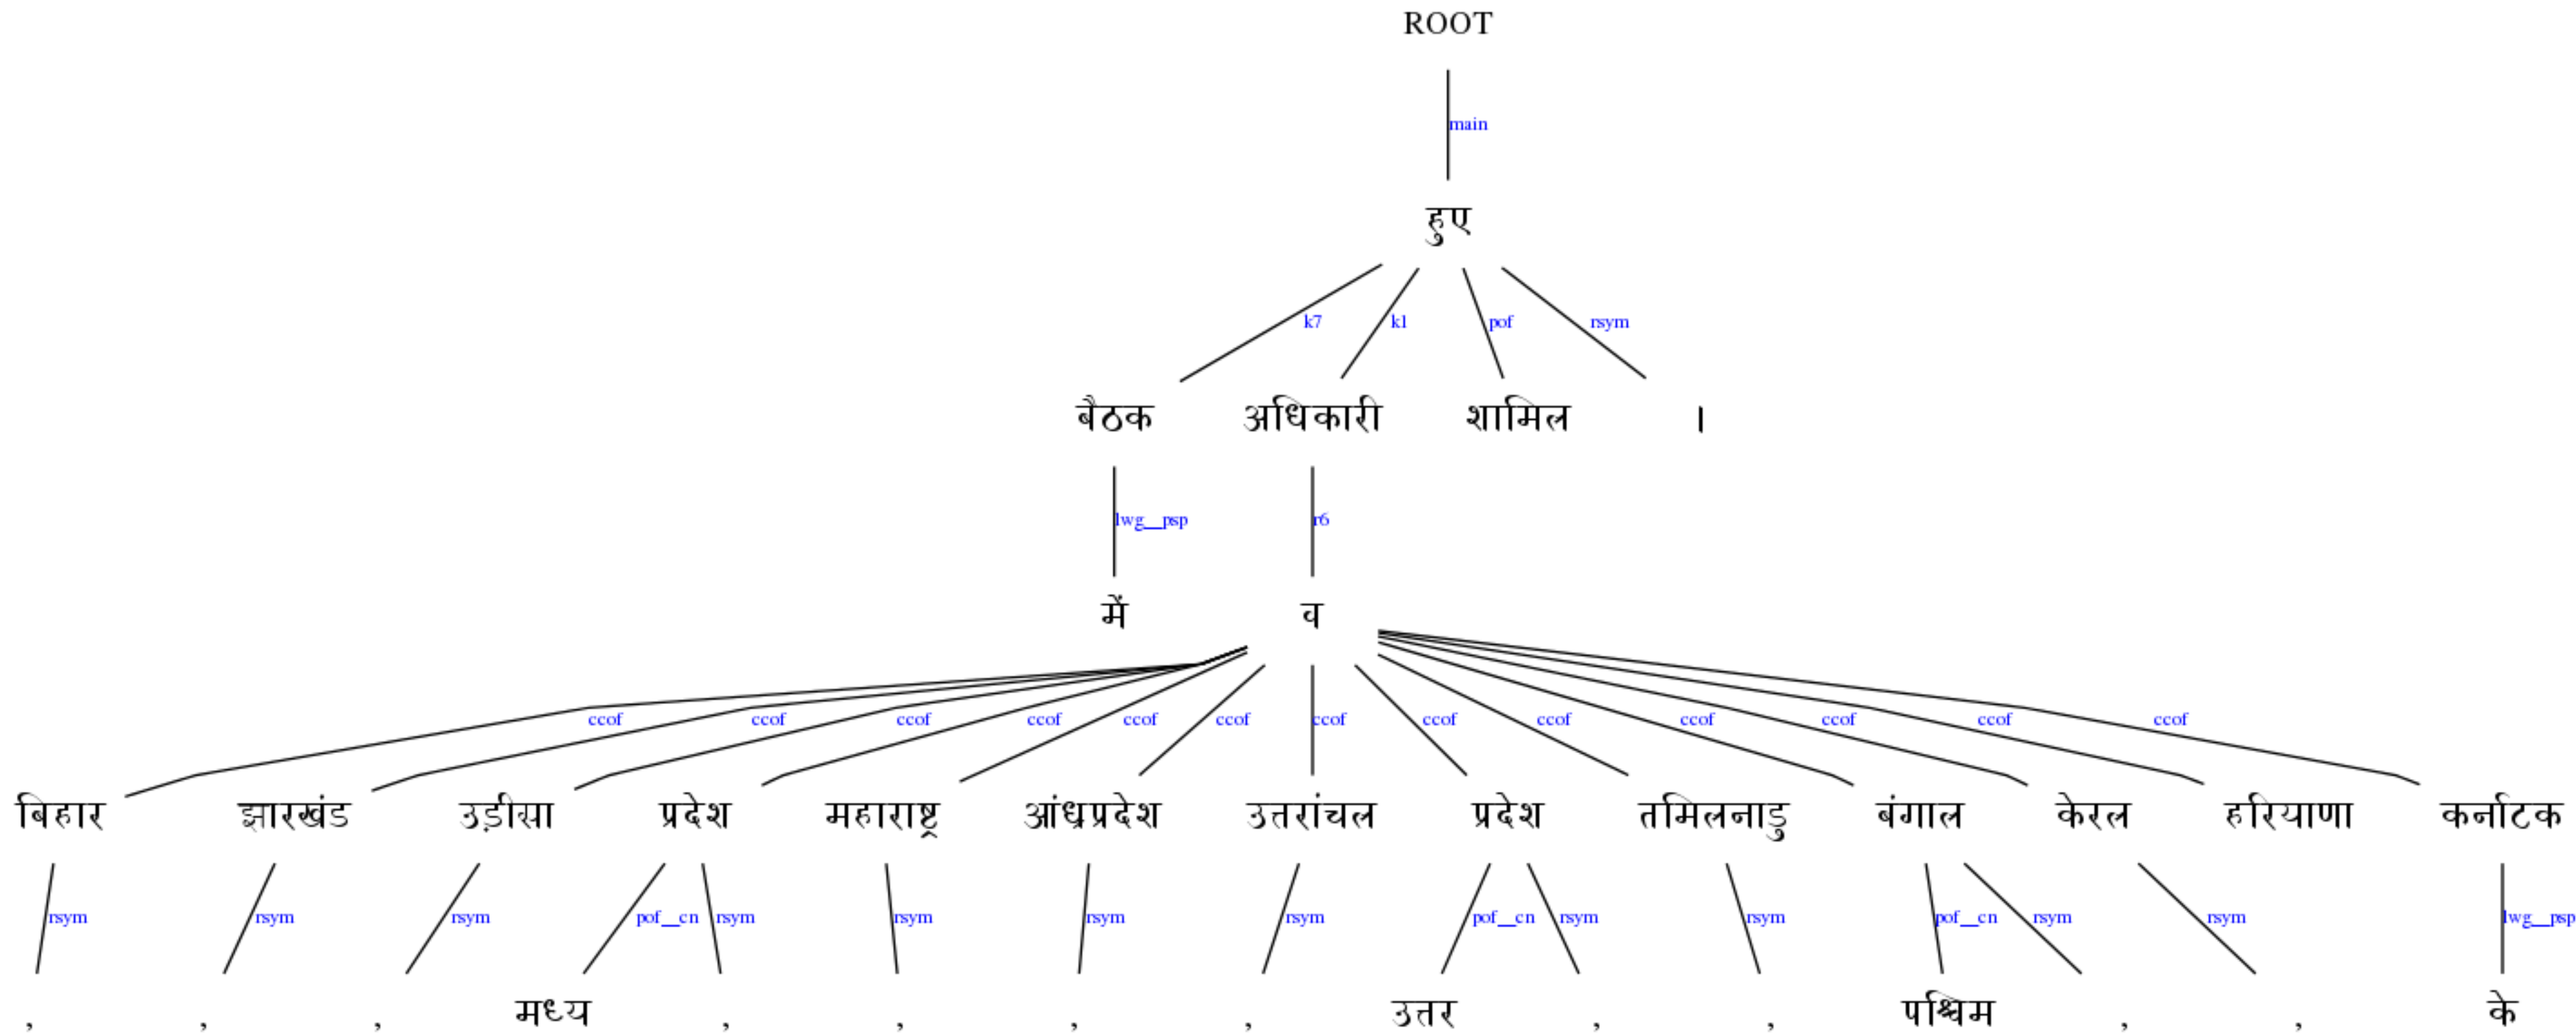 ROOT
main
हुए
k7 k1 pof rsym
बैठक अधिकारी शामिल ।
lwg__psp r6
में व
ccof ccof ccof ccof ccof ccof ccof ccof ccof ccof ccof ccof ccof
बिहार झारखंड उड़ीसा प्रदेश महाराष्ट्र आंध्रप्रदेश उत्तरांचल प्रदेश तमिलनाडु बंगाल केरल हरियाणा कर्नाटक
rsym rsym rsym pof__cn rsym rsym rsym rsym pof__cn rsym rsym pof__cn rsym rsym lwg__psp
, , , मध्य , , , , उत्तर , , पश्चिम , , के